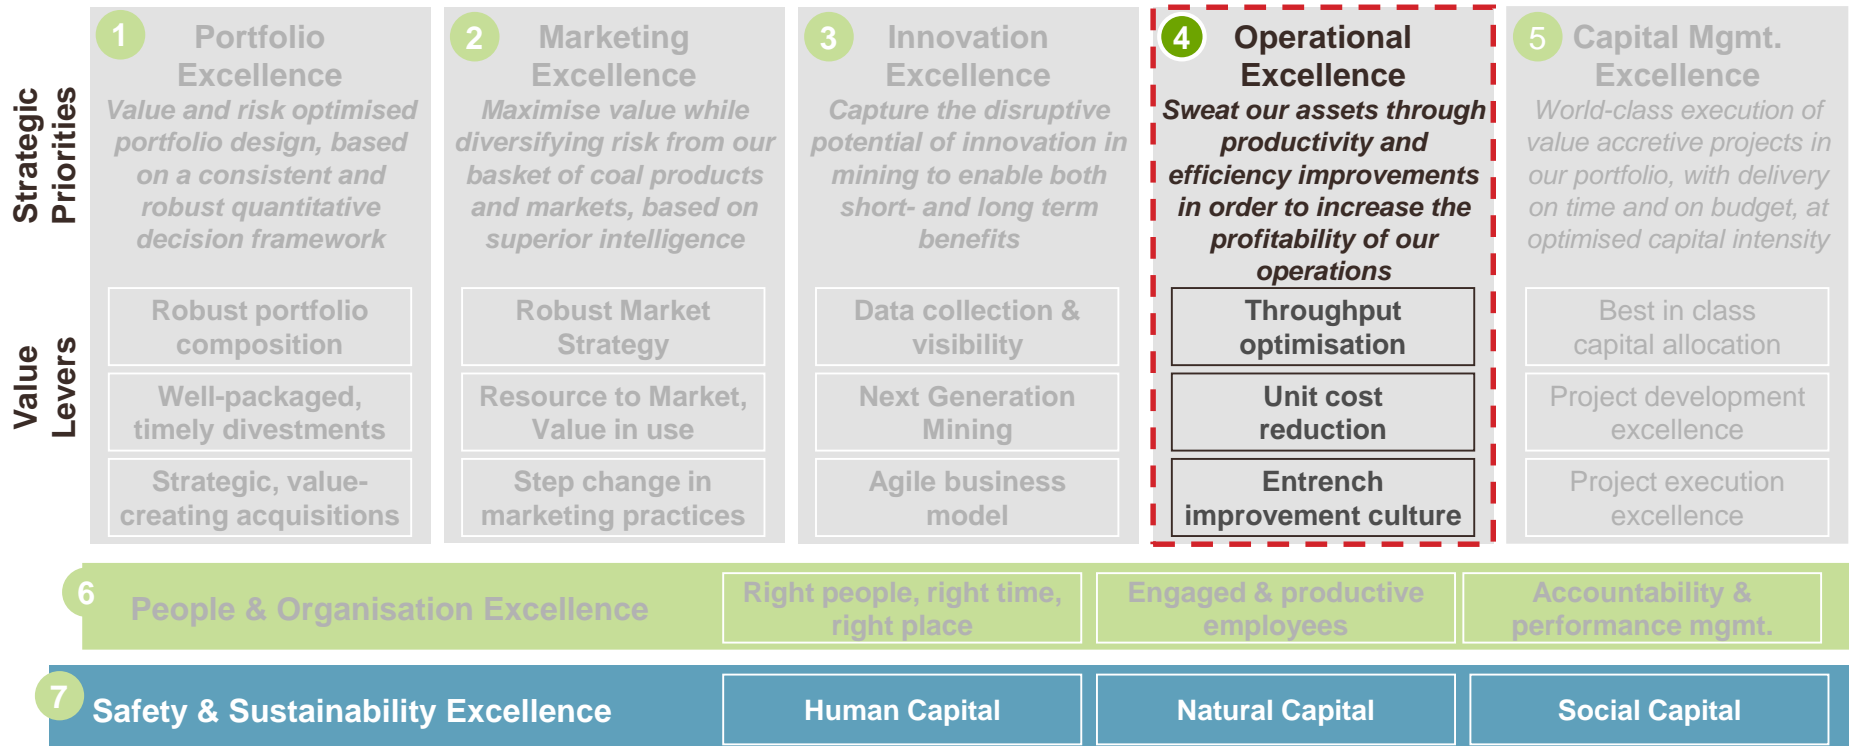 Strategic
Priorities
1
Portfolio
Excellence
Value and risk optimised
portfolio design, based
on a consistent and
robust quantitative
decision framework
2
Marketing
Excellence
Maximise value while
diversifying risk from our
basket of coal products
and markets, based on
superior intelligence
3
Innovation
Excellence
Capture the disruptive
potential of innovation in
mining to enable both
short- and long term
benefits
4
Operational
Excellence
Sweat our assets through
productivity and
efficiency improvements
in order to increase the
profitability of our
operations
5
Capital Mgmt.
Excellence
World-class execution of
value accretive projects in
our portfolio, with delivery
on time and on budget, at
optimised capital intensity
Value
Levers
Robust portfolio
composition
Well-packaged,
timely divestments
Strategic, value-
creating acquisitions
Robust Market
Strategy
Resource to Market,
Value in use
Step change in
marketing practices
Data collection &
visibility
Next Generation
Mining
Agile business
model
Throughput
optimisation
Unit cost
reduction
Entrench
improvement culture
Best in class
capital allocation
Project development
excellence
Project execution
excellence
6
People & Organisation Excellence
Right people, right time,
right place
Engaged & productive
employees
Accountability &
performance mgmt.
7
Safety & Sustainability Excellence
Human Capital
Natural Capital
Social Capital